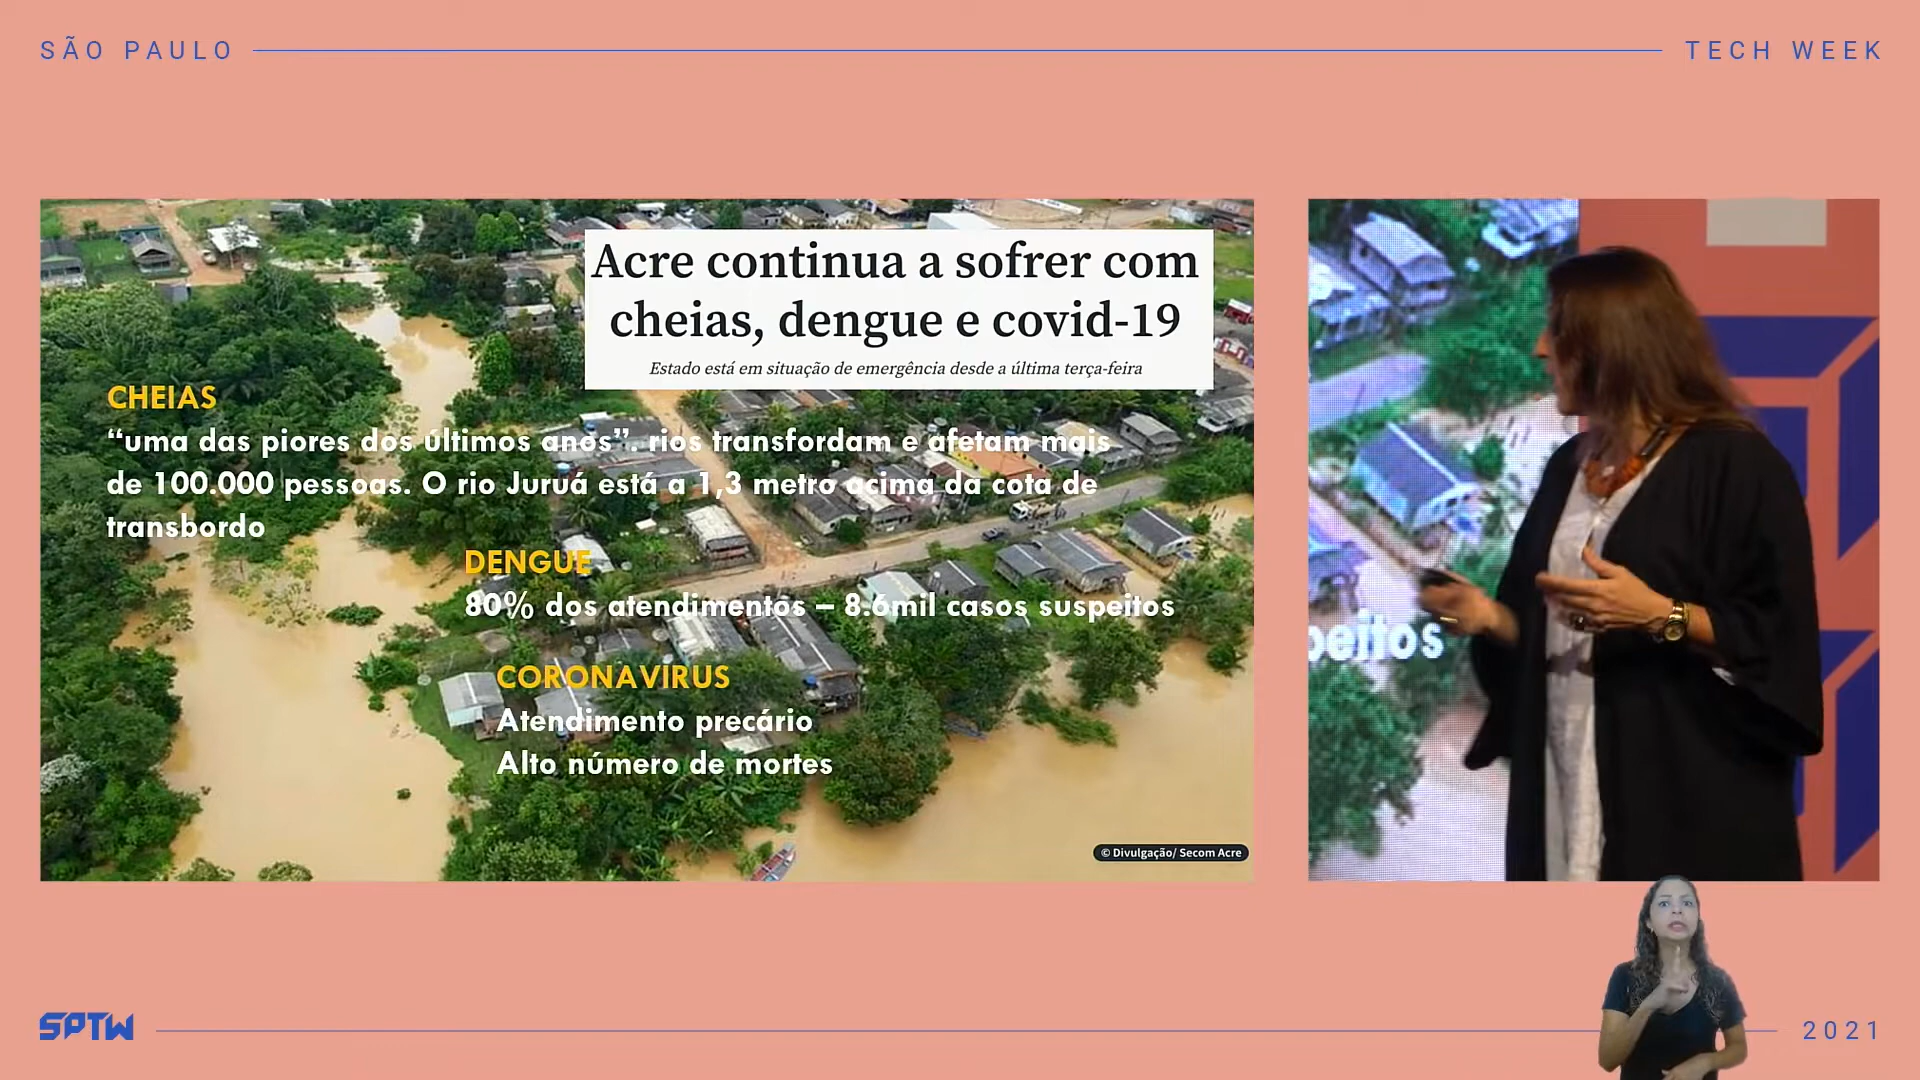 SÃO PAULO
TECH WEEK
Acre continua a sofrer com
cheias, dengue e covid-19
Estado está em situação de emergência desde a última terça-feira
CHEIAS
“uma das piores dos últimos anos”. rios transfordam e afetam mais
de 100.000 pessoas. O rio Juruá está a 1,3 metro acima da cota de
transbordo
DENGUE
80% dos atendimentos – 8.6mil casos suspeitos
CORONAVIRUS
Atendimento precário
Alto número de mortes
© Divulgação/ Secom Acre
peitos
SPTW
2021